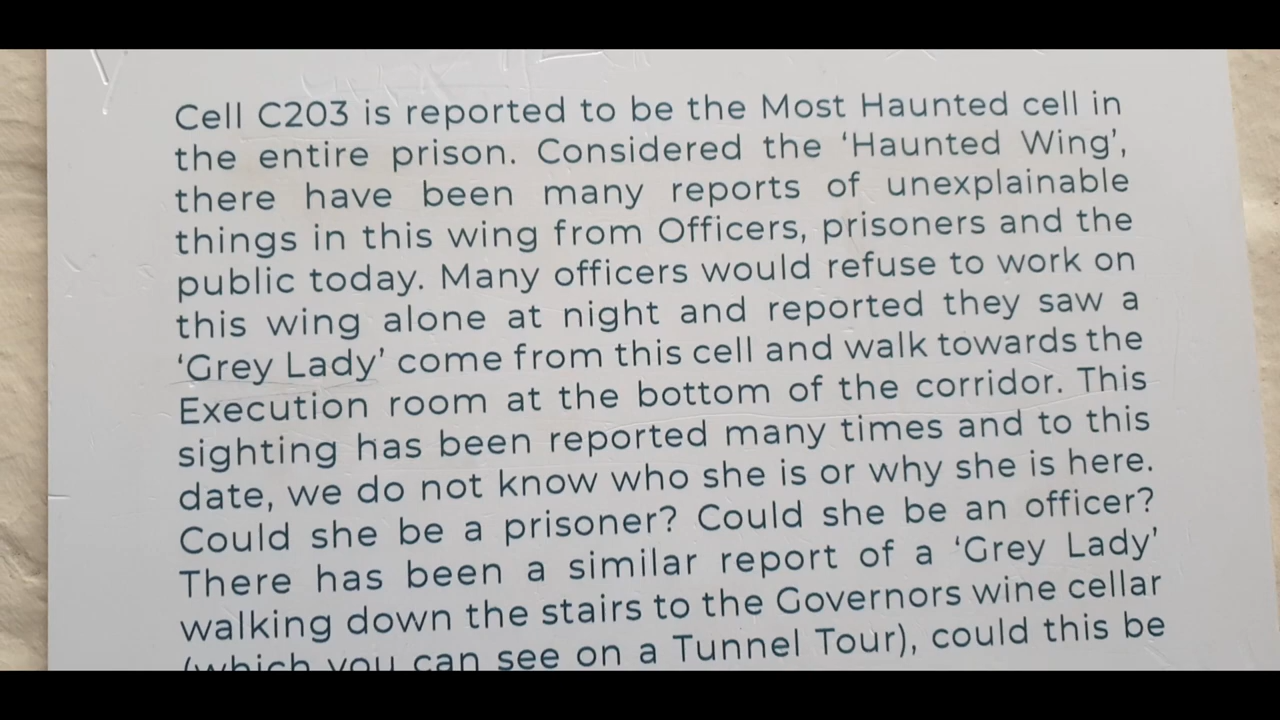 Cell C203 is reported to be the Most Haunted cell in
the entire prison. Considered the ‘Haunted Wing’,
there have been many reports of unexplainable
things in this wing from Officers, prisoners and the
public today. Many officers would refuse to work on
this wing alone at night and reported they saw a
‘Grey Lady’ come from this cell and walk towards the
Execution room at the bottom of the corridor. This
sighting has been reported many times and to this
date, we do not know who she is or why she is here.
Could she be a prisoner? Could she be an officer?
There has been a similar report of a ‘Grey Lady’
walking down the stairs to the Governors wine cellar
(which you can see on a Tunnel Tour), could this be